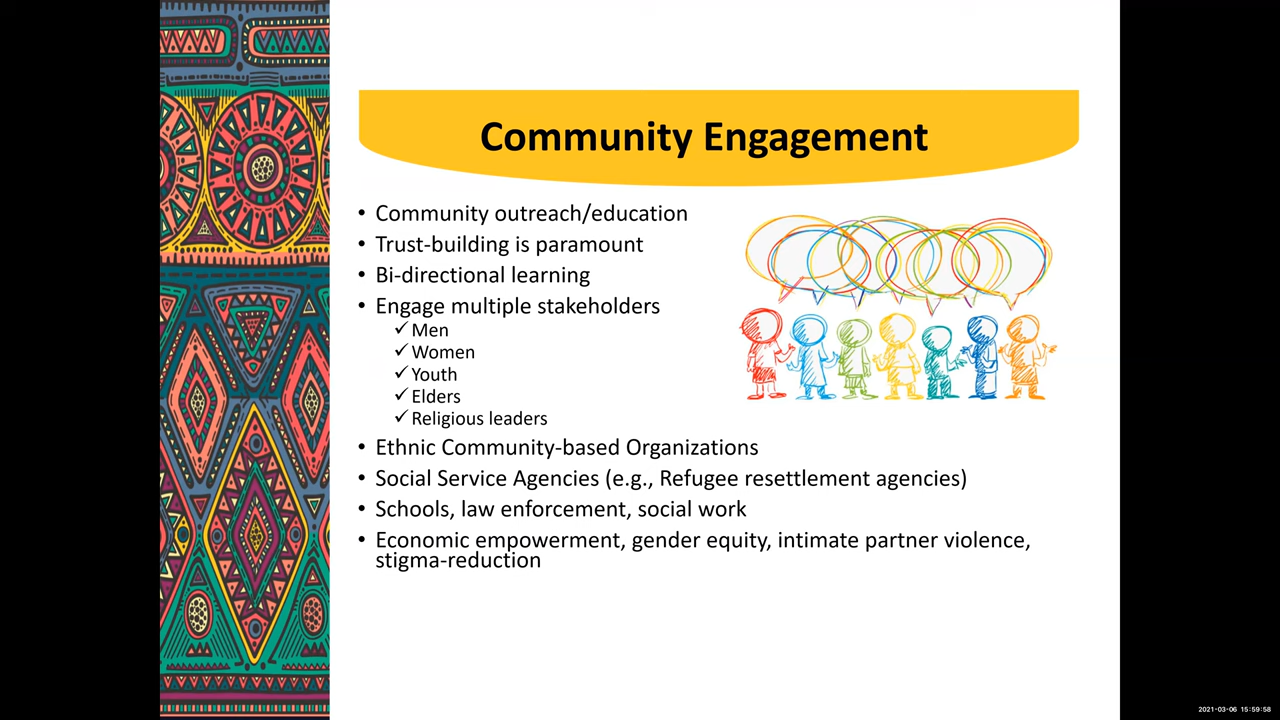 Community Engagement
• Community outreach/education
• Trust-building is paramount
• Bi-directional learning
• Engage multiple stakeholders
✓ Men
✓ Women
✓ Youth
✓ Elders
✓ Religious leaders
• Ethnic Community-based Organizations
• Social Service Agencies (e.g., Refugee resettlement agencies)
• Schools, law enforcement, social work
• Economic empowerment, gender equity, intimate partner violence,
stigma-reduction
2021-03-06 15:59:58